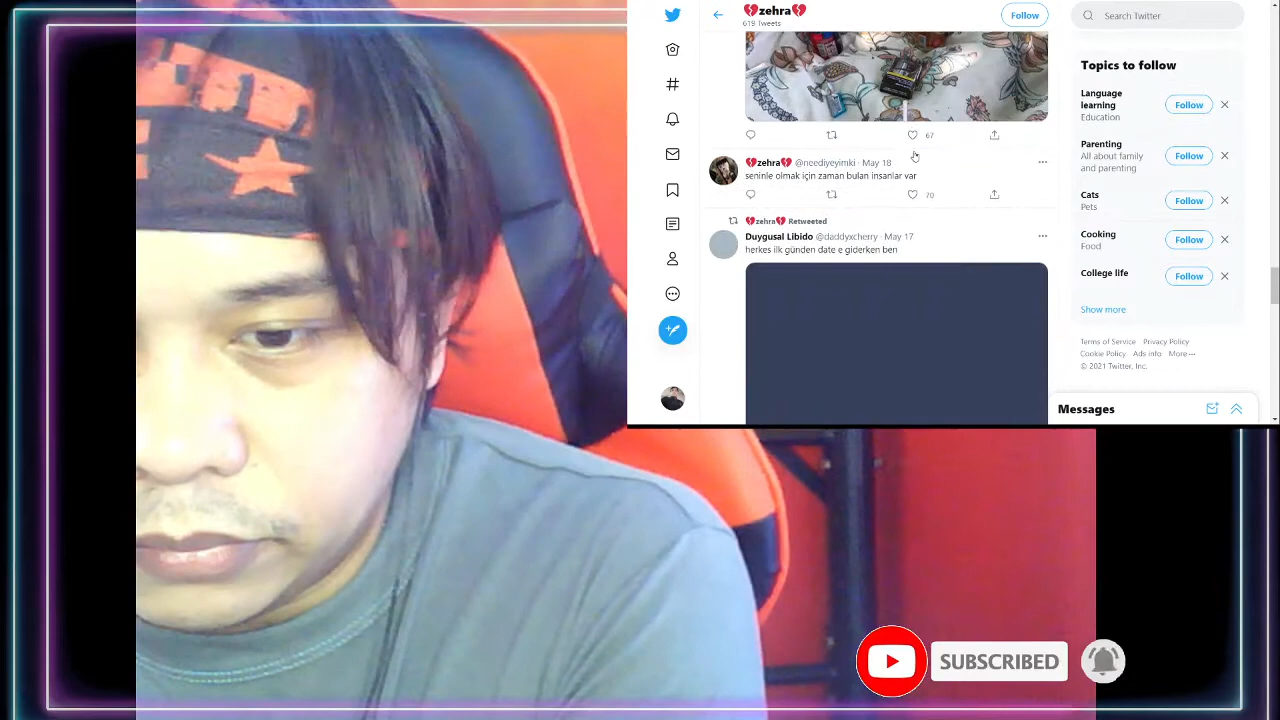 💔zehra💔
619 Tweets
Follow
Search Twitter
67
💔zehra💔 @neediyeyimki · May 18
seninle olmak için zaman bulan insanlar var
70
💔zehra💔 Retweeted
Duygusal Libido @daddyxcherry · May 17
herkes ilk günden date e giderken ben
Topics to follow
Language
learning
Education
Follow
Parenting
All about family
and parenting
Follow
Cats
Pets
Follow
Cooking
Food
Follow
College life
Follow
Show more
Terms of Service Privacy Policy
Cookie Policy Ads info More ···
© 2021 Twitter, Inc.
Messages
SUBSCRIBED